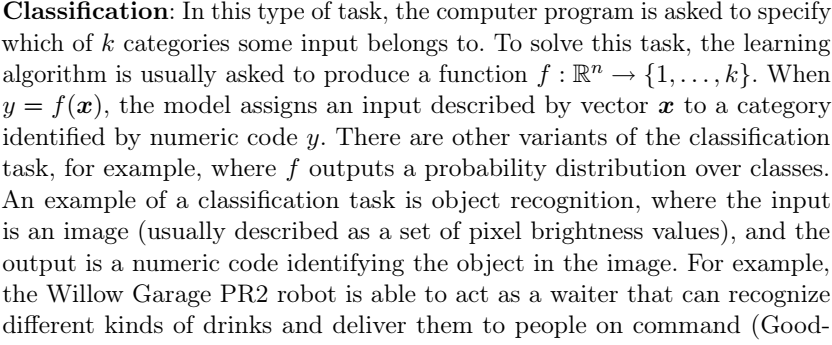 Classification: In this type of task, the computer program is asked to specify
which of k categories some input belongs to. To solve this task, the learning
algorithm is usually asked to produce a function f : ℝⁿ → {1, . . . , k}. When
y = f(x), the model assigns an input described by vector x to a category
identified by numeric code y. There are other variants of the classification
task, for example, where f outputs a probability distribution over classes.
An example of a classification task is object recognition, where the input
is an image (usually described as a set of pixel brightness values), and the
output is a numeric code identifying the object in the image. For example,
the Willow Garage PR2 robot is able to act as a waiter that can recognize
different kinds of drinks and deliver them to people on command (Good-